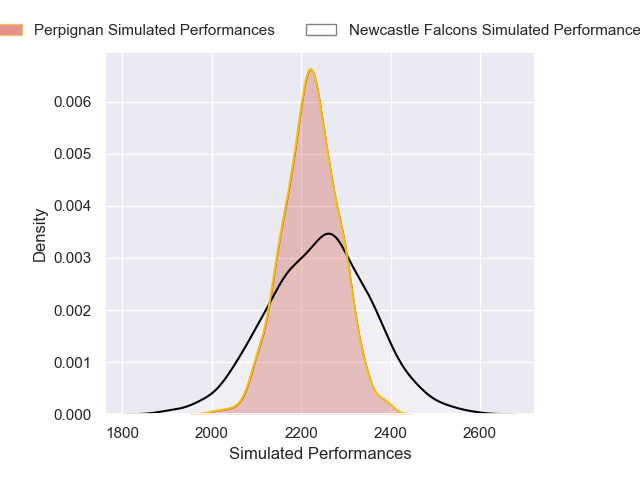 Perpignan Simulated Performances
Newcastle Falcons Simulated Performance
0.006
0.005
0.004
0.003
0.002
0.001
0.000
Density
1800 2000 2200 2400 2600
Simulated Performances